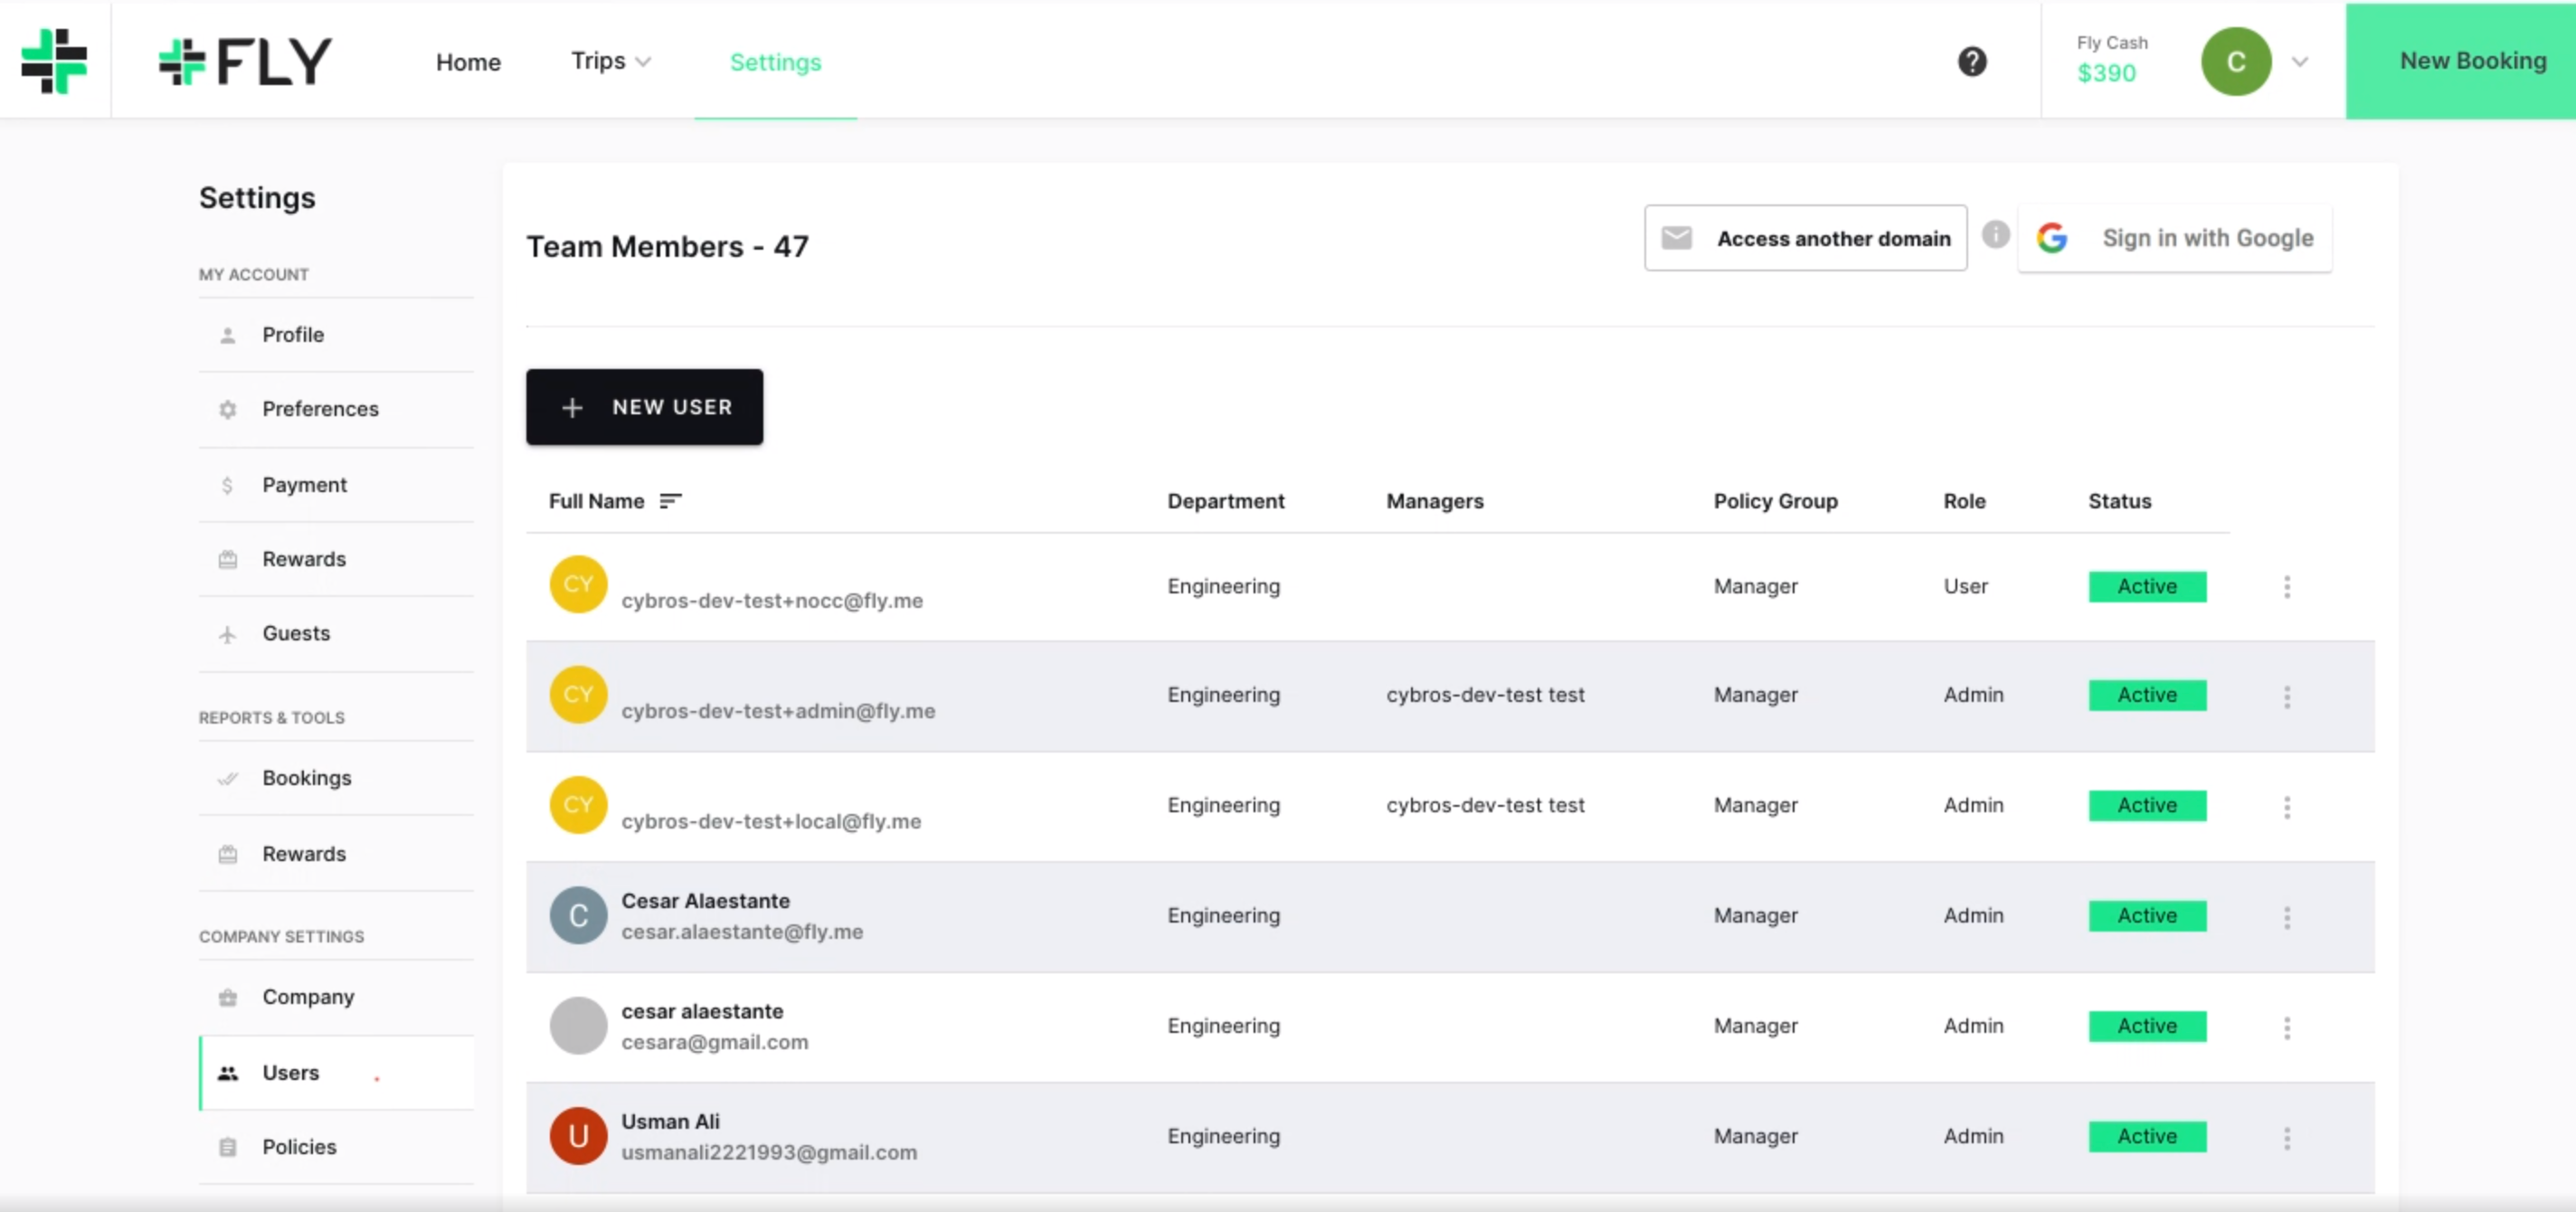 FLY
Home
Trips
Settings
?
Fly Cash
$390
C
New Booking
Settings
MY ACCOUNT
Profile
Preferences
$
Payment
Rewards
Guests
REPORTS & TOOLS
Bookings
Rewards
COMPANY SETTINGS
Company
Users
Policies
Team Members - 47
Access another domain
i
G
Sign in with Google
+ NEW USER
Full Name Department Managers Policy Group Role Status
CY cybros-dev-test+nocc@fly.me Engineering Manager User Active
CY cybros-dev-test+admin@fly.me Engineering cybros-dev-test test Manager Admin Active
CY cybros-dev-test+local@fly.me Engineering cybros-dev-test test Manager Admin Active
C Cesar Alaestante Engineering Manager Admin Active
cesar.alaestante@fly.me
cesar alaestante Engineering Manager Admin Active
cesara@gmail.com
U Usman Ali Engineering Manager Admin Active
usmanali2221993@gmail.com